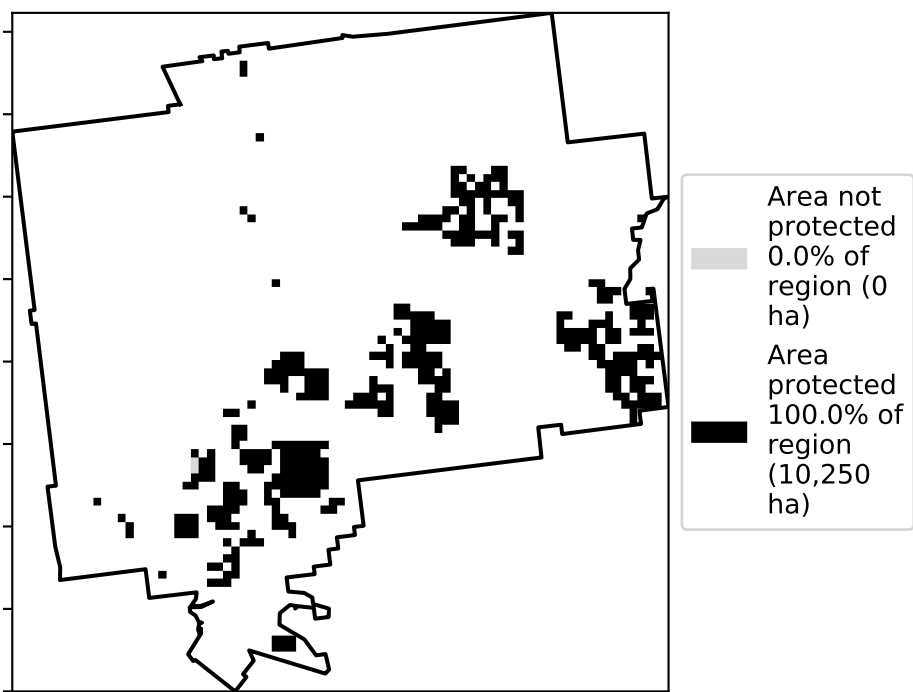 Area not
protected
0.0% of
region (0
ha)
Area
protected
100.0% of
region
(10,250
ha)